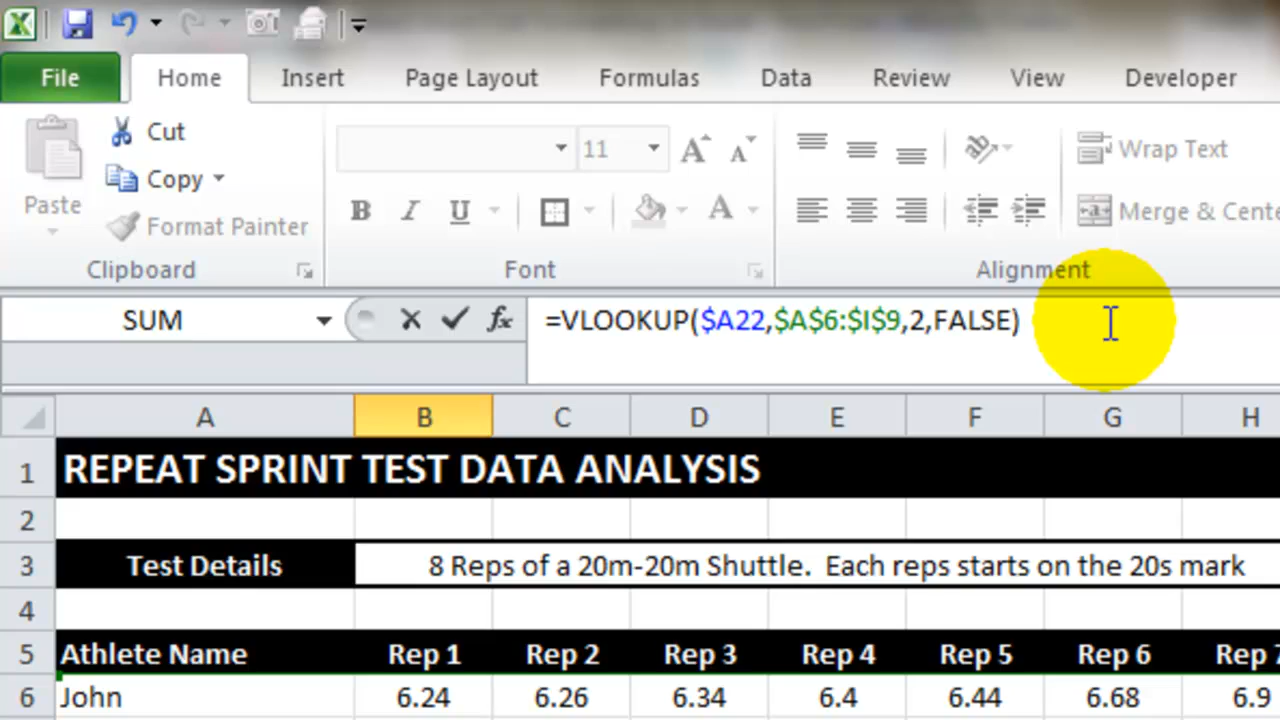 File Home Insert Page Layout Formulas Data Review View Developer
Cut
11
Wrap Text
Copy
Paste
B I U A
Merge & Cente
Format Painter
Clipboard Font Alignment
SUM fx =VLOOKUP($A22,$A$6:$I$9,2,FALSE)
A B C D E F G H
1 REPEAT SPRINT TEST DATA ANALYSIS
2
3 Test Details 8 Reps of a 20m-20m Shuttle. Each reps starts on the 20s mark
4
5 Athlete Name Rep 1 Rep 2 Rep 3 Rep 4 Rep 5 Rep 6 Rep 7
6 John 6.24 6.26 6.34 6.4 6.44 6.68 6.9